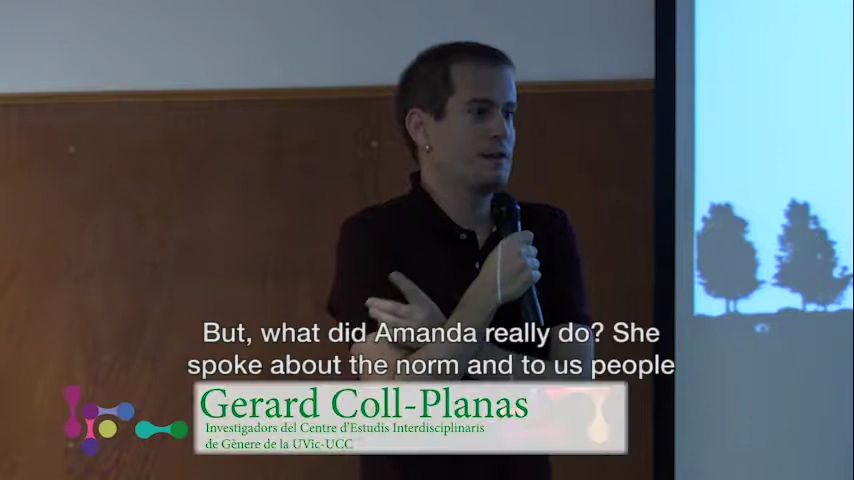 But, what did Amanda really do? She
spoke about the norm and to us people
Gerard Coll-Planas
Investigadors del Centre d'Estudis Interdisciplinaris
de Gènere de la UVic-UCC